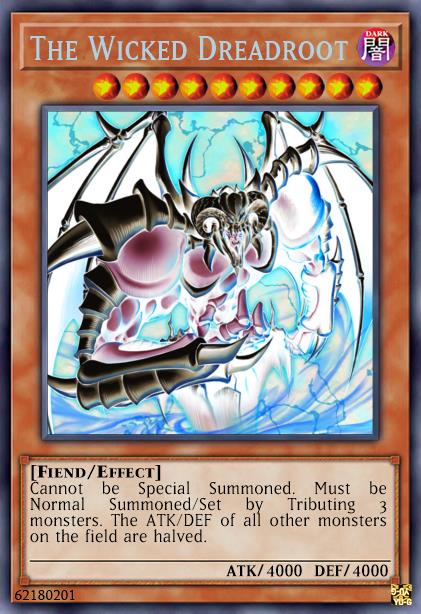 The Wicked Dreadroot
DARK
闇
[Fiend/Effect]
Cannot be Special Summoned. Must be
Normal Summoned/Set by Tributing 3
monsters. The ATK/DEF of all other monsters
on the field are halved.
ATK/4000 DEF/4000
62180201